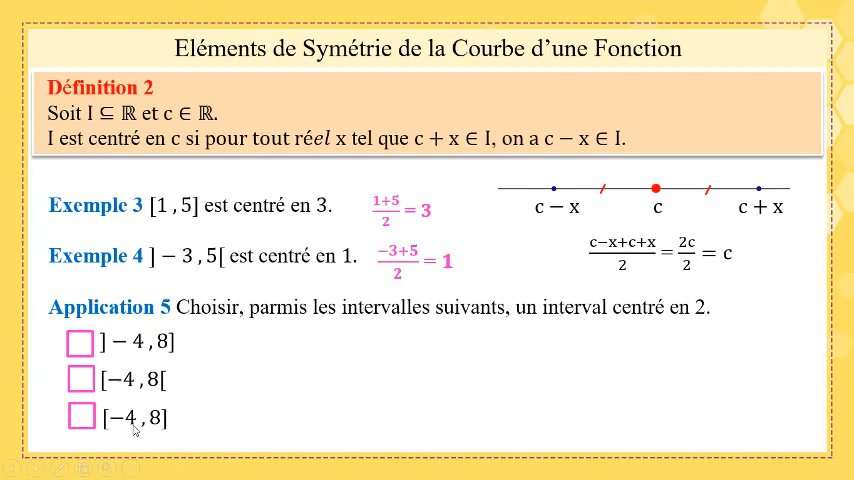 Eléments de Symétrie de la Courbe d’une Fonction
Définition 2
Soit I ⊆ ℝ et c ∈ ℝ.
I est centré en c si pour tout réel x tel que c + x ∈ I, on a c − x ∈ I.
Exemple 3 [1 , 5] est centré en 3.
1+5/2 = 3
c − x c c + x
Exemple 4 ] − 3 , 5[ est centré en 1.
−3+5/2 = 1
c−x+c+x/2 = 2c/2 = c
Application 5 Choisir, parmis les intervalles suivants, un interval centré en 2.
] − 4 , 8]
[−4 , 8[
[−4 , 8]